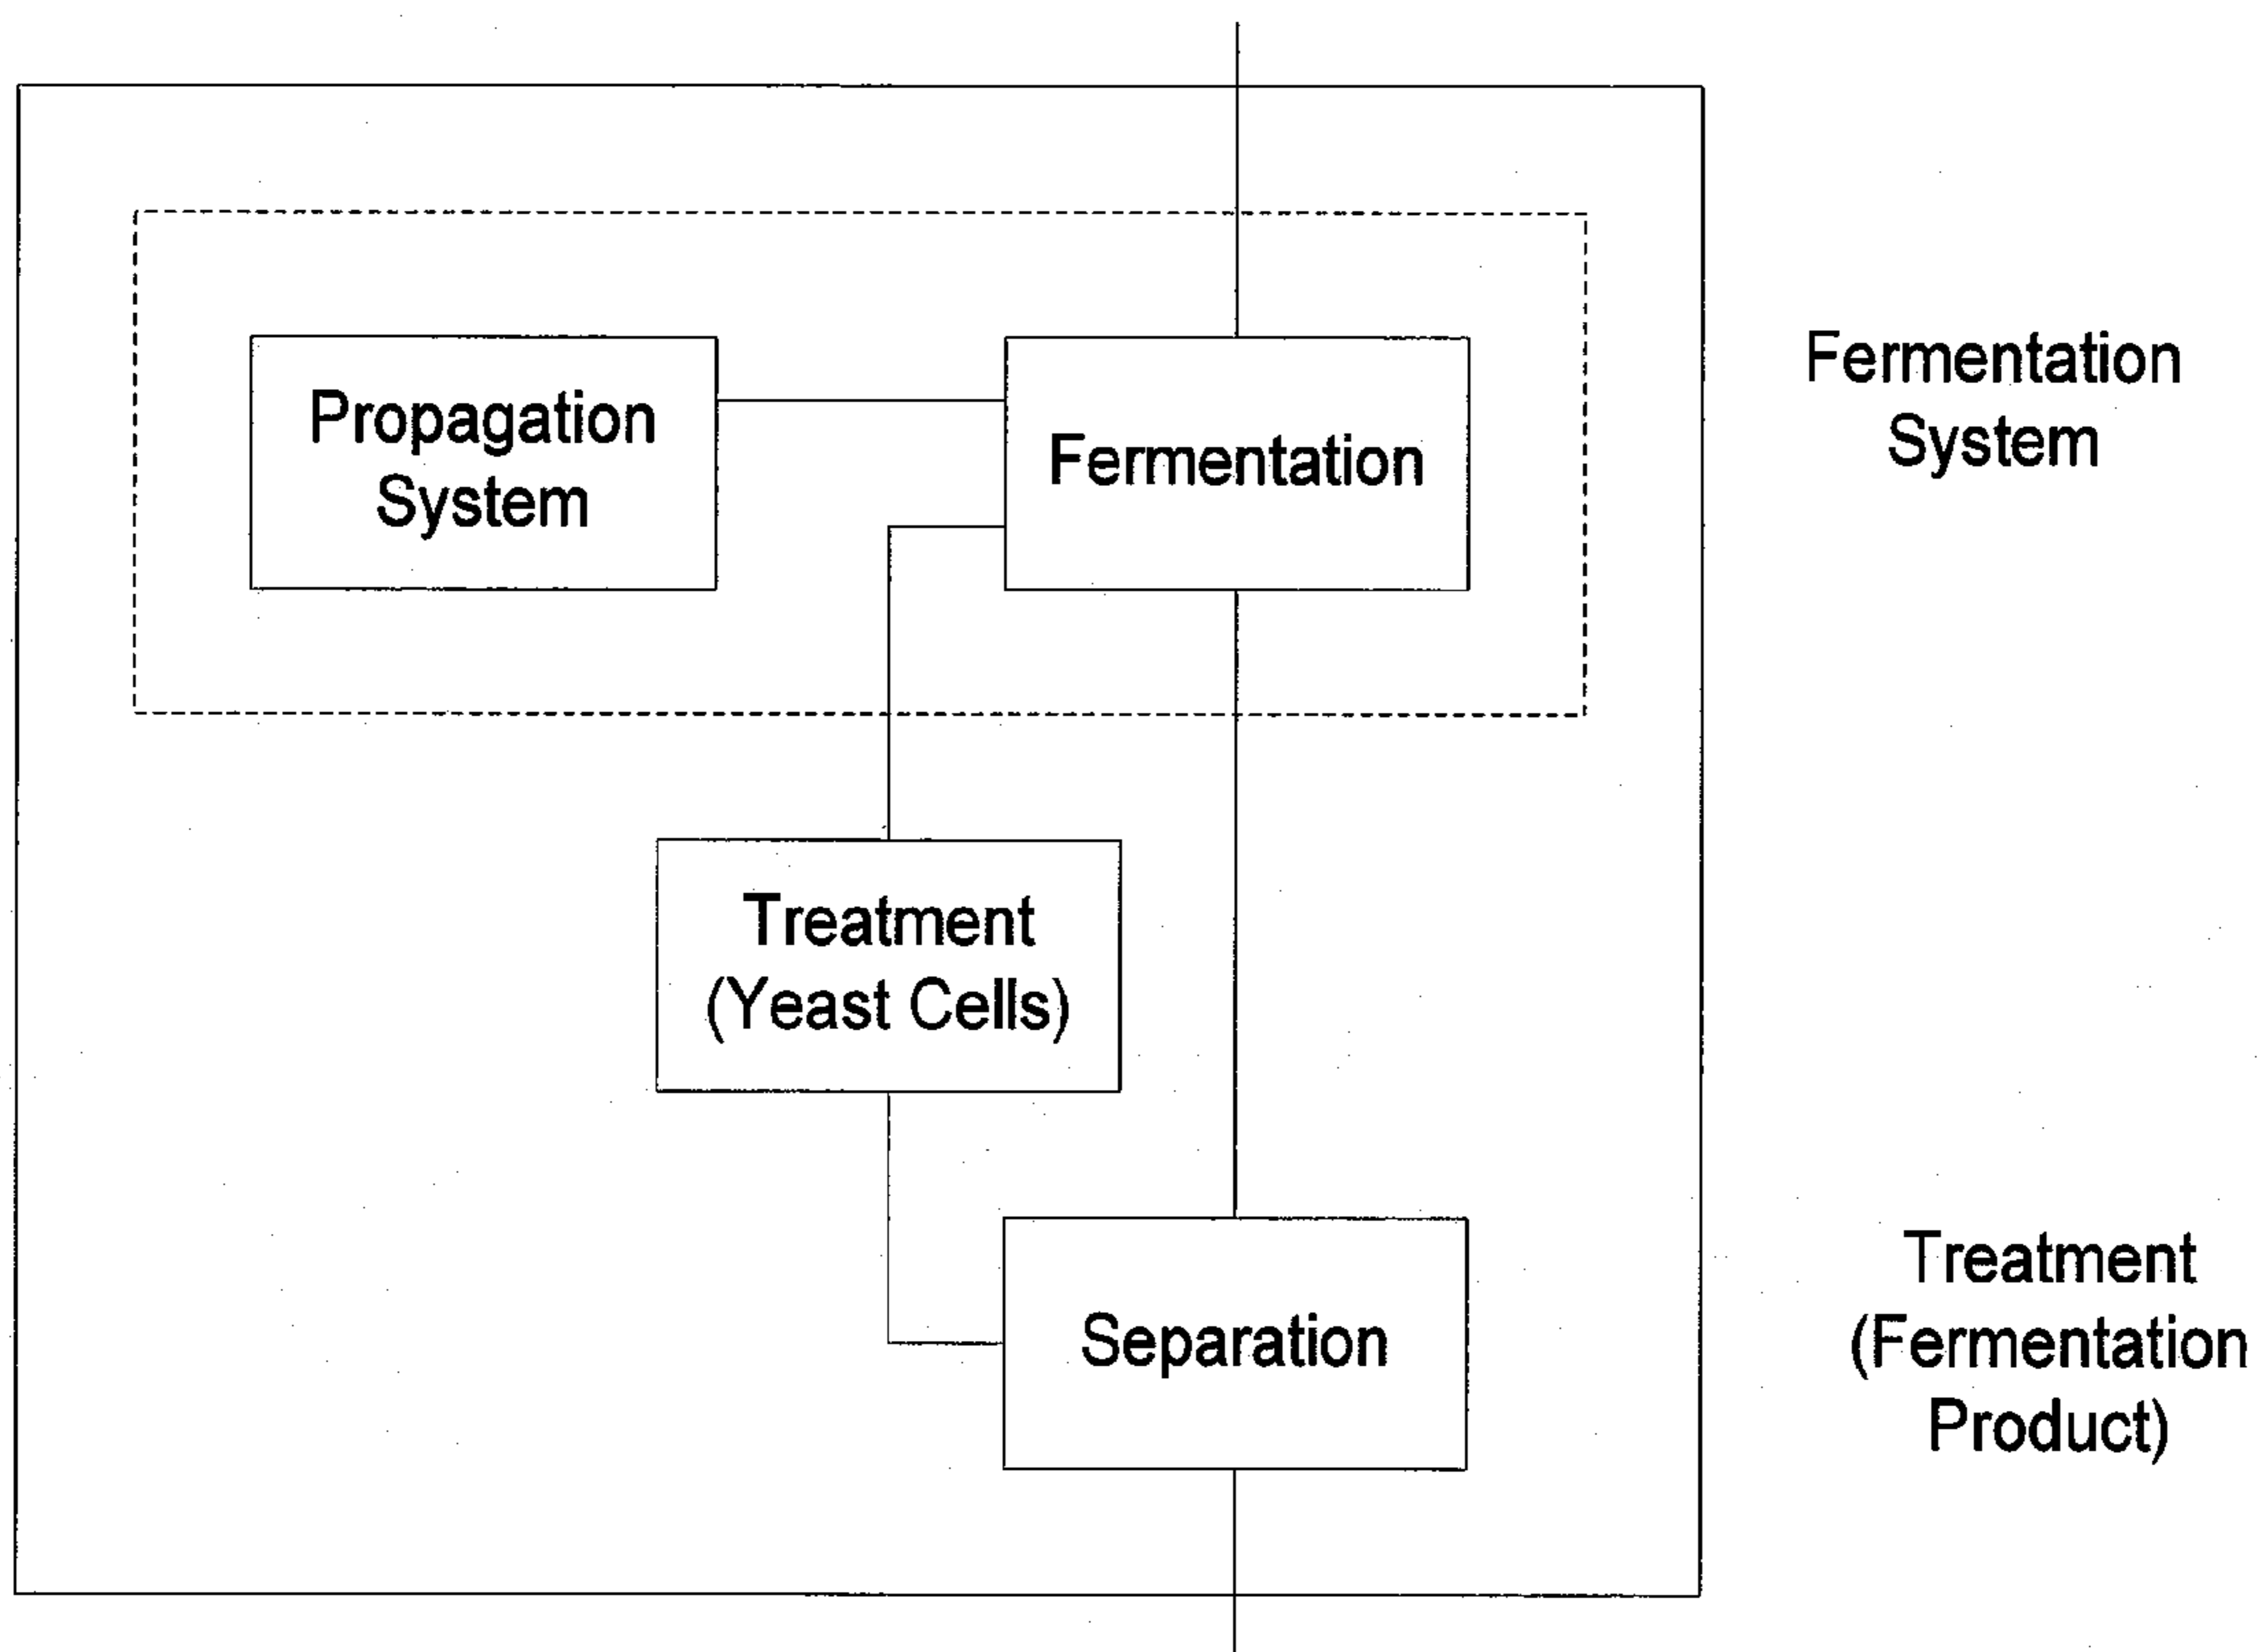 Propagation
System
Fermentation
Fermentation
System
Treatment
(Yeast Cells)
Separation
Treatment
(Fermentation
Product)